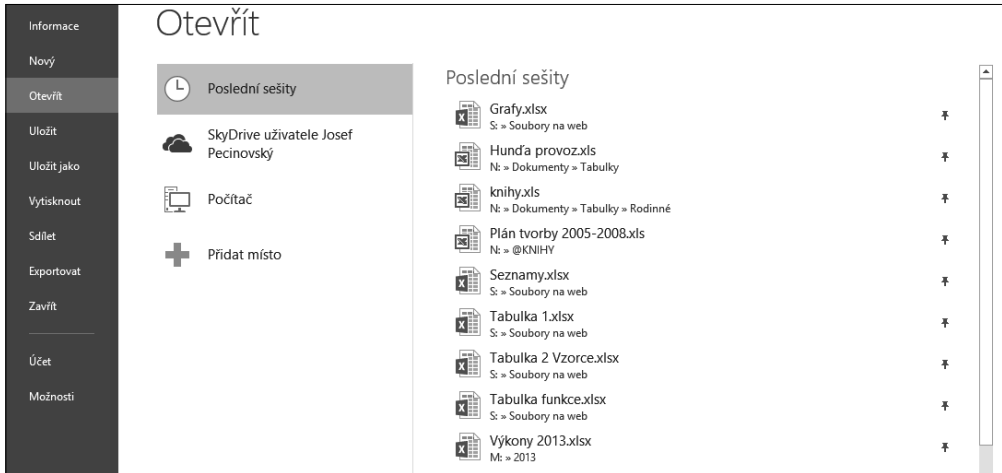 Informace
Nový
Otevřít
Uložit
Uložit jako
Vytisknout
Sdílet
Exportovat
Zavřít
Účet
Možnosti
Otevřít
Poslední sešity
SkyDrive uživatele Josef
Pecinovský
Počítač
Přidat místo
Poslední sešity
Grafy.xlsx
S: » Soubory na web
Hunďa provoz.xls
N: » Dokumenty » Tabulky
knihy.xls
N: » Dokumenty » Tabulky » Rodinné
Plán tvorby 2005-2008.xls
N: » @KNIHY
Seznamy.xlsx
S: » Soubory na web
Tabulka 1.xlsx
S: » Soubory na web
Tabulka 2 Vzorce.xlsx
S: » Soubory na web
Tabulka funkce.xlsx
S: » Soubory na web
Výkony 2013.xlsx
M: » 2013